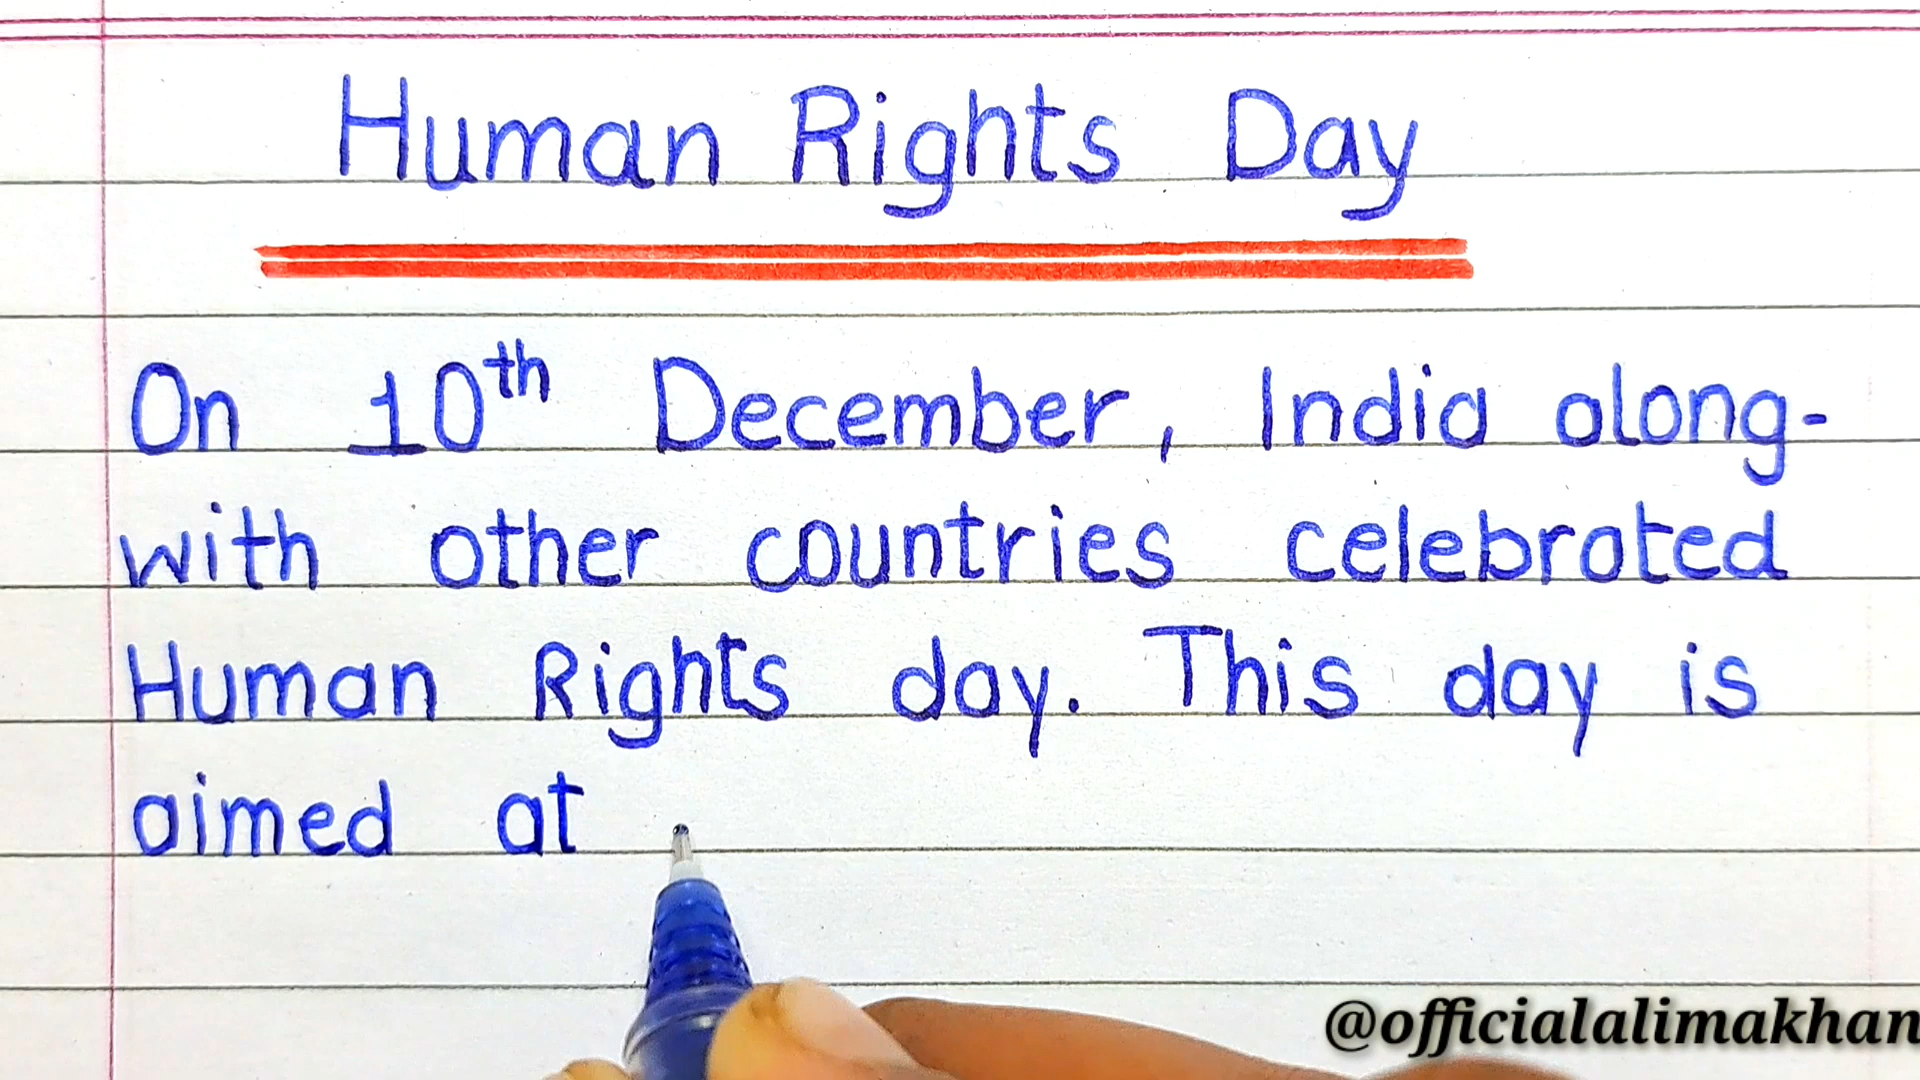 Human Rights Day
On 10th December, India along-
with other countries celebrated
Human Rights day. This day is
aimed at
@officialalimakhan